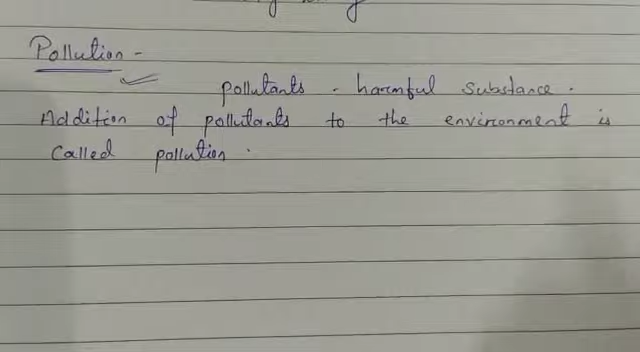 Pollution -
pollutants - harmful substance.
Addition of pollutants to the environment is
called pollution.